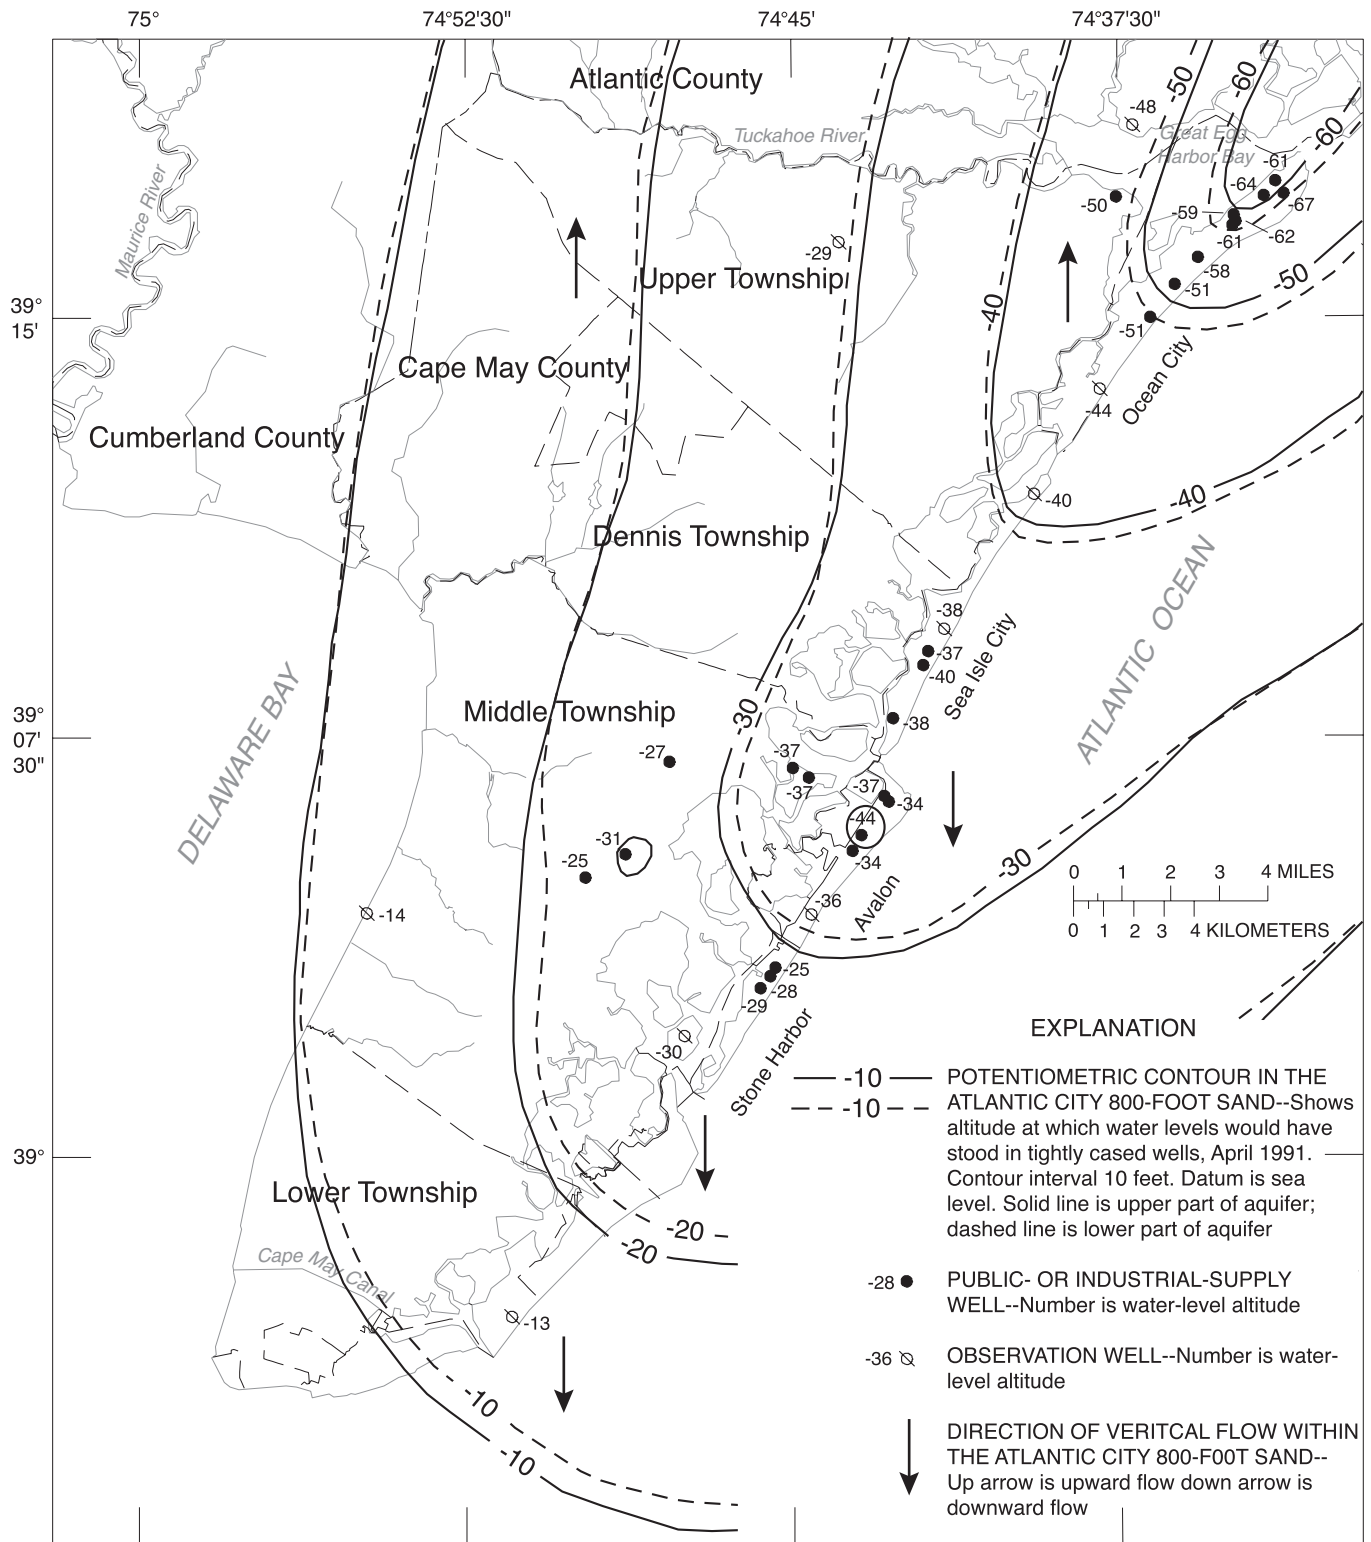 75°
74°52'30"
74°45'
74°37'30"
Atlantic County
-50
-60
-48
Tuckahoe River
Great Egg
Harbor Bay
-60
-61
-64
-67
Maurice River
-50
-59
-62
-61
-29
Upper Township
-58
-50
-51
39°
15'
-40
-51
Cape May County
Ocean City
-44
Cumberland County
-40
-40
Dennis Township
ATLANTIC OCEAN
-38
-37
-40
Sea Isle City
DELAWARE BAY
39°
07'
30"
Middle Township
-30
-38
-27
-37
-37
-37
-34
-44
-31
-25
-34
-30
0 1 2 3 4 MILES
-14
-36
Avalon
0 1 2 3 4 KILOMETERS
-25
-28
-29
-30
Stone Harbor
39°
Lower Township
-20
-20
Cape May Canal
-13
-10
-10
EXPLANATION
-10
-10
POTENTIOMETRIC CONTOUR IN THE
ATLANTIC CITY 800-FOOT SAND--Shows
altitude at which water levels would have
stood in tightly cased wells, April 1991.
Contour interval 10 feet. Datum is sea
level. Solid line is upper part of aquifer;
dashed line is lower part of aquifer
-28
PUBLIC- OR INDUSTRIAL-SUPPLY
WELL--Number is water-level altitude
-36
OBSERVATION WELL--Number is water-
level altitude
DIRECTION OF VERITCAL FLOW WITHIN
THE ATLANTIC CITY 800-F00T SAND--
Up arrow is upward flow down arrow is
downward flow